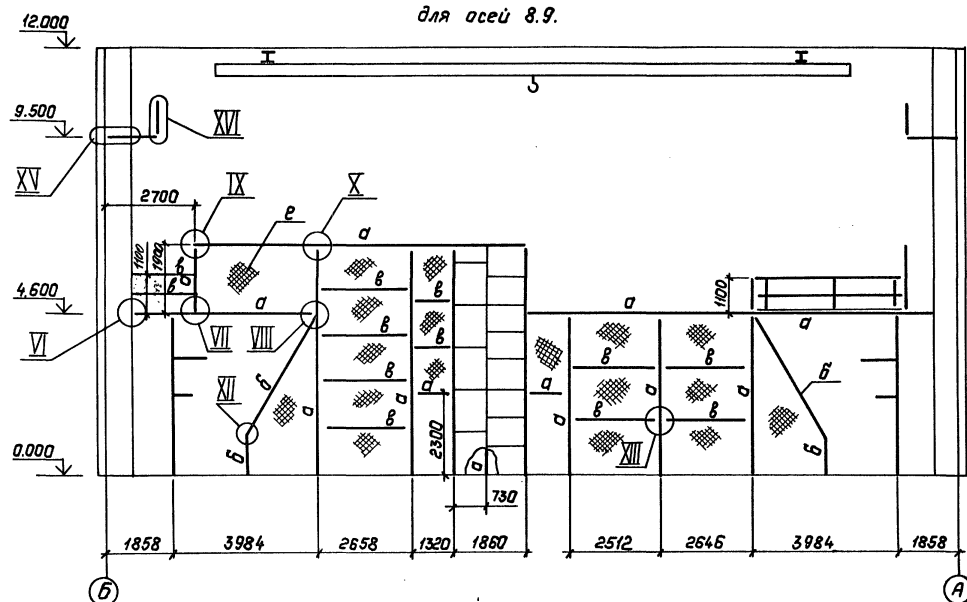 для осей 8.9.
12.000
9.500
XVI
XV
2700
IX
е
X
а
1100
1900
в
а
в
а
4.600
VI
VII
VIII
XII
б
б
а
в
в
в
а
в
в
в
а
2300
а
730
а
а
а
в
в
а
в
в
XIII
а
1100
а
б
б
0.000
1858
3984
2658
1320
1860
2512
2646
3984
1858
Б
А